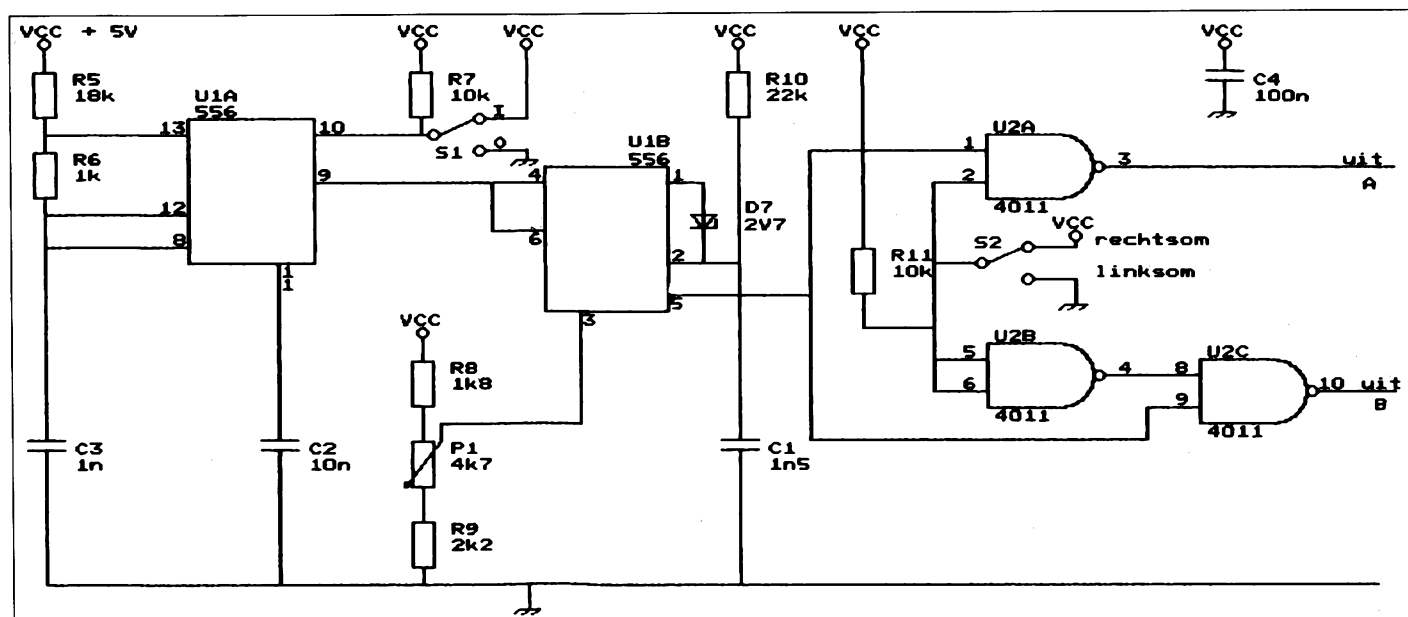 VCC + 5V
VCC
VCC
VCC
VCC
VCC
R5
18k
R7
10k
R10
22k
C4
100n
U1A
556
I
O
S1
13
10
R6
1k
9
12
8
1
1
U1B
556
4
6
1
2
5
3
D7
2V7
U2A
1
2
3
4011
uit
A
VCC
S2
rechtsom
linksom
R11
10k
VCC
R8
1k8
U2B
5
6
4
4011
U2C
8
9
10
4011
uit
B
C3
1n
C2
10n
P1
4k7
C1
1n5
R9
2k2